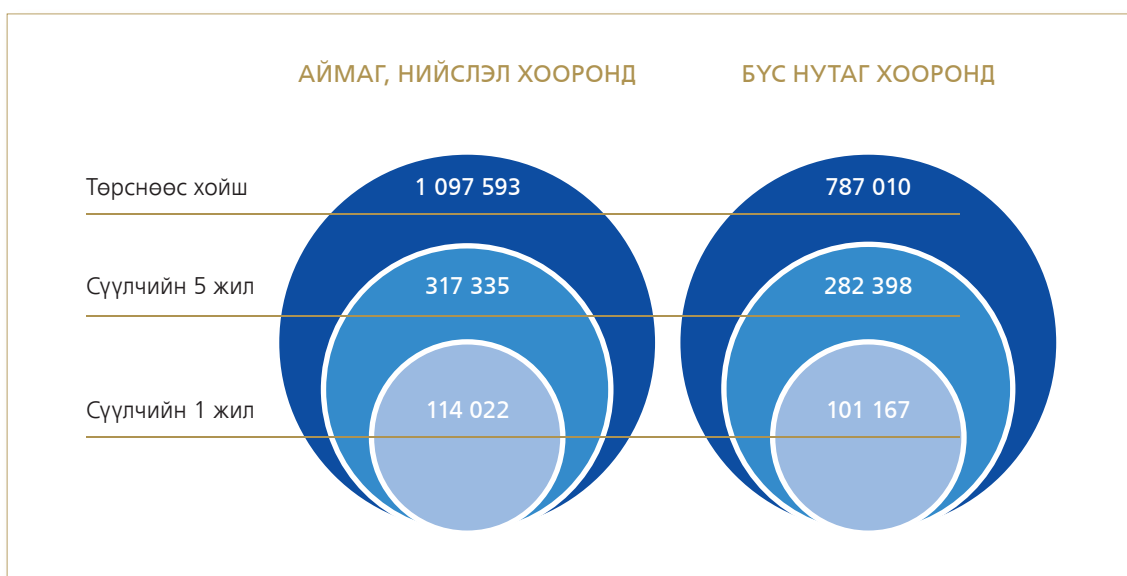 АЙМАГ, НИЙСЛЭЛ ХООРОНД БҮС НУТАГ ХООРОНД
Төрснөөс хойш 1 097 593 787 010
Сүүлчийн 5 жил 317 335 282 398
Сүүлчийн 1 жил 114 022 101 167